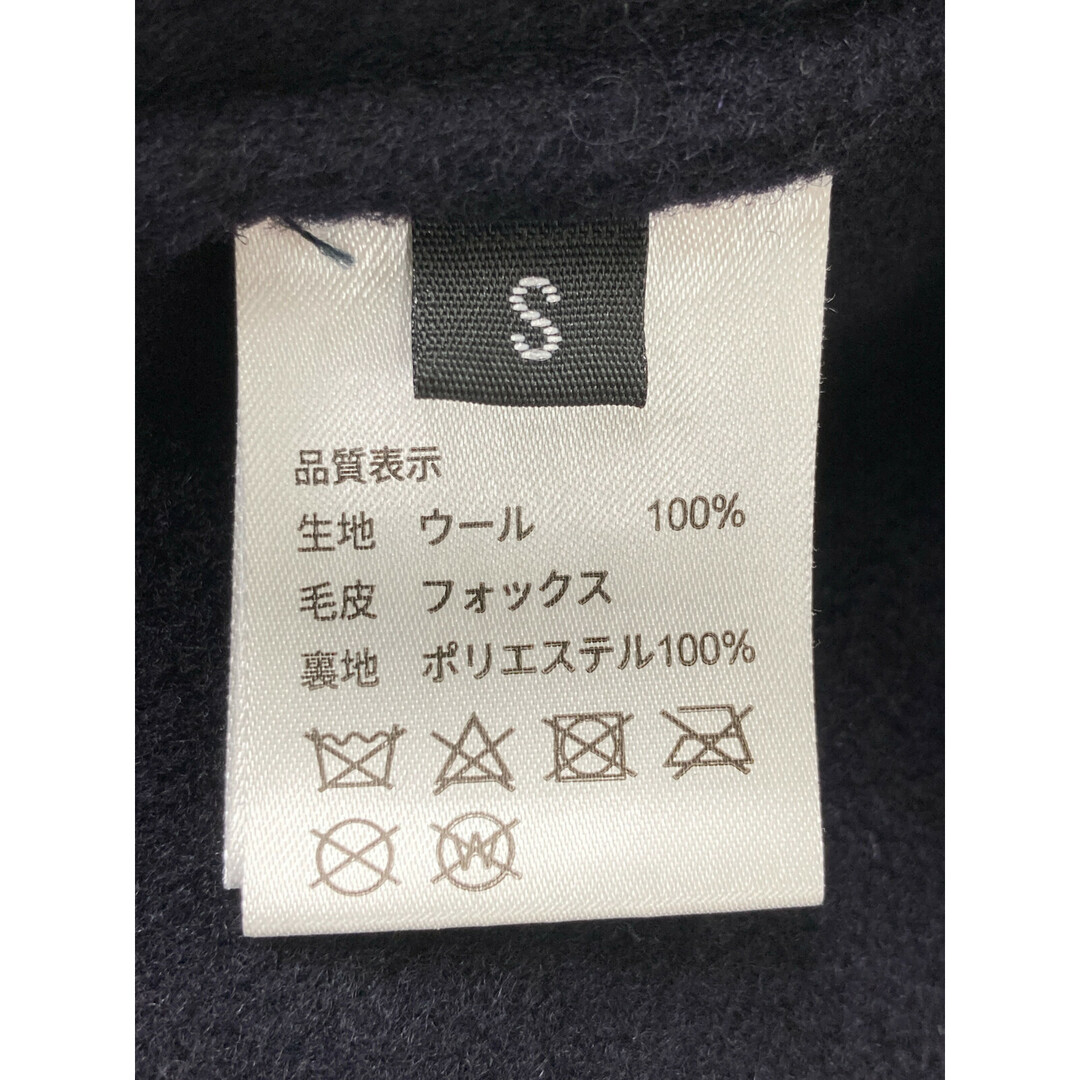 S
品質表示
生地 ウール 100%
毛皮 フォックス
裏地 ポリエステル100%
W